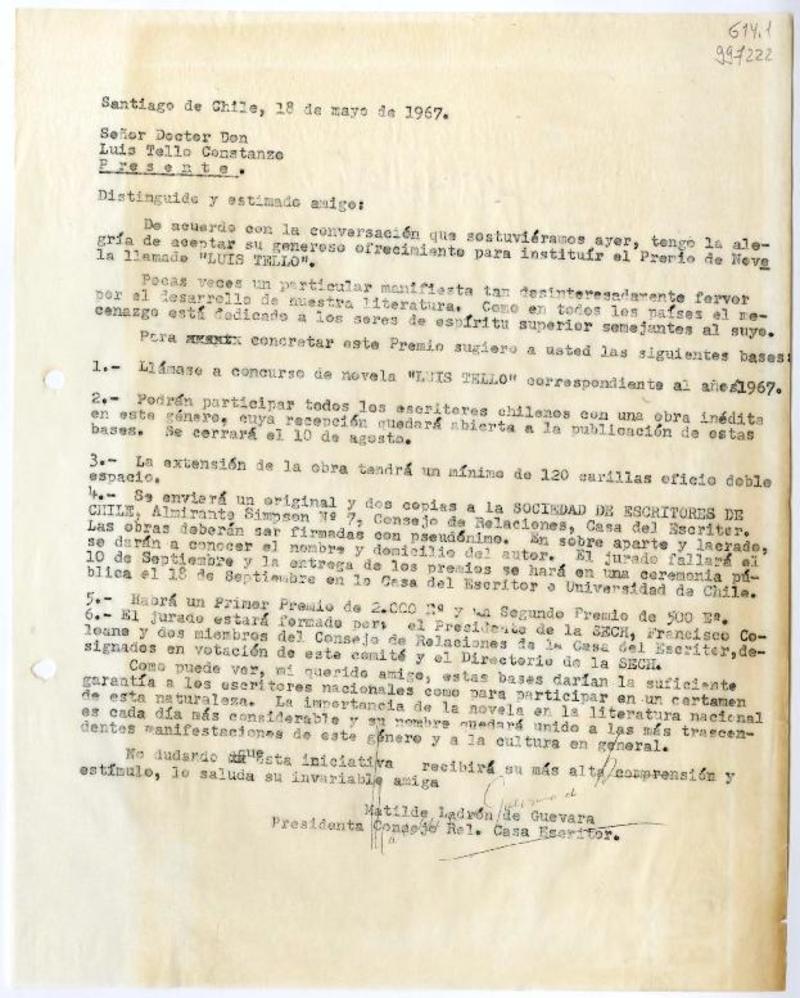 614.1
997222
Santiago de Chile, 18 de mayo de 1967.
Señor Doctor Don
Luis Tello Constanzo
P r e s e n t e .
Distinguido y estimado amigo:
De acuerdo con la conversación que sostuviéramos ayer, tengo la ale-
gría de aceptar su generoso ofrecimiento para instituír el Premio de Nove
la llamado "LUIS TELLO".
Pocas veces un particular manifiesta tan desinteresadamente fervor
por el desarrollo de nuestra literatura. Como en todos los países el me-
cenazgo está dedicado a los seres de espíritu superior semejantes al suyo.
Para concretar este Premio sugiero a usted las siguientes bases:
1.- Llámase a concurso de novela "LUIS TELLO" correspondiente al año 1967.
2.- Podrán participar todos los escritores chilenos con una obra inédita
en este género, cuya recepción quedará abierta a la publicación de estas
bases. Se cerrará el 10 de agosto.
3.- La extensión de la obra tendrá un mínimo de 120 carillas oficio doble
espacio.
4.- Se enviará un original y dos copias a la SOCIEDAD DE ESCRITORES DE
CHILE, Almirante Simpson Nº 7, Consejo de Relaciones, Casa del Escritor.
Las obras deberán ser firmadas con pseudónimo. En sobre aparte y lacrado,
se darán a conocer el nombre y domicilio del autor. El jurado fallará el
10 de Septiembre y la entrega de los premios se hará en una ceremonia pú-
blica el 18 de Septiembre en la Casa del Escritor o Universidad de Chile.
5.- Habrá un Primer Premio de 2.000 Eº y un Segundo Premio de 500 Eº.
6.- El jurado estará formado por: el Presidente de la SECH, Francisco Co-
loane y dos miembros del Consejo de Relaciones de la Casa del Escritor, de-
signados en votación de este comité y el Directorio de la SECH.
Como puede ver, mi querido amigo, estas bases darían la suficiente
garantía a los escritores nacionales como para participar en un certamen
de esta naturaleza. La importancia de la novela en la literatura nacional
es cada día más considerable y su nombre quedará unido a las más trascen-
dentes manifestaciones de este género y a la cultura en general.
No dudando que esta iniciativa recibirá su más alta comprensión y
estímulo, lo saluda su invariable amiga
Matilde Ladrón de Guevara
Presidenta Consejo Rel. Casa Escritor.